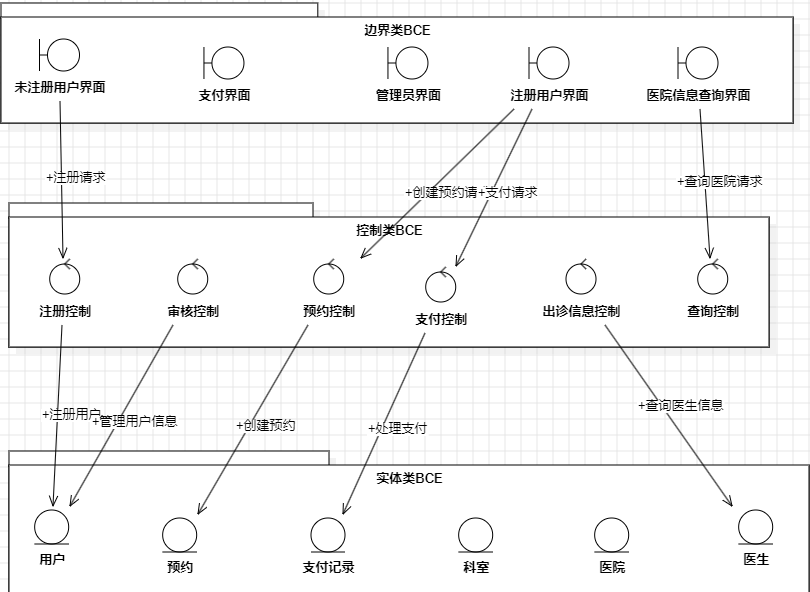 边界类BCE
未注册用户界面
支付界面
管理员界面
注册用户界面
医院信息查询界面
+注册请求
+创建预约请
+支付请求
+查询医院请求
控制类BCE
注册控制
审核控制
预约控制
支付控制
出诊信息控制
查询控制
+注册用户
+管理用户信息
+创建预约
+处理支付
+查询医生信息
实体类BCE
用户
预约
支付记录
科室
医院
医生